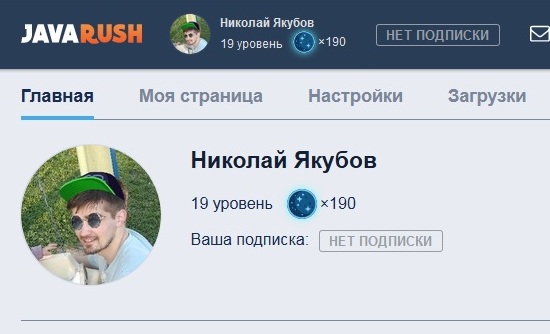 JAVARUSH
Николай Якубов
19 уровень ×190
НЕТ ПОДПИСКИ
Главная Моя страница Настройки Загрузки
Николай Якубов
19 уровень ×190
Ваша подписка: НЕТ ПОДПИСКИ